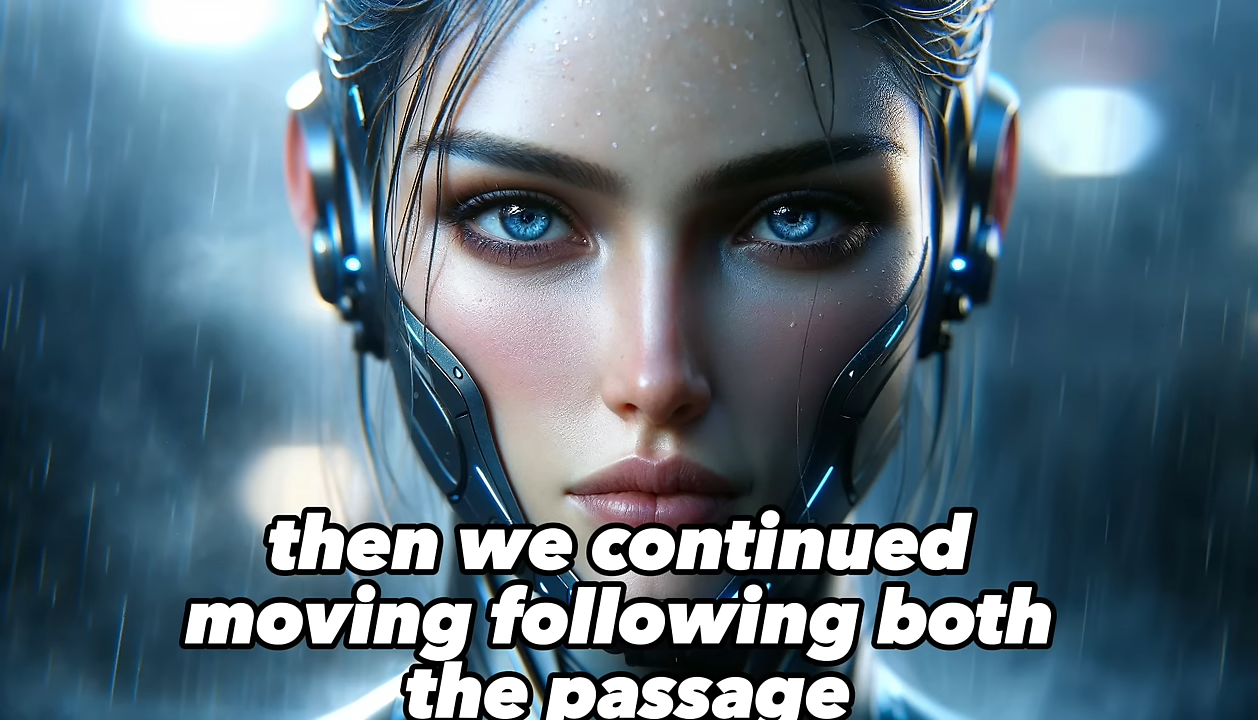 then we continued
moving following both
the passage